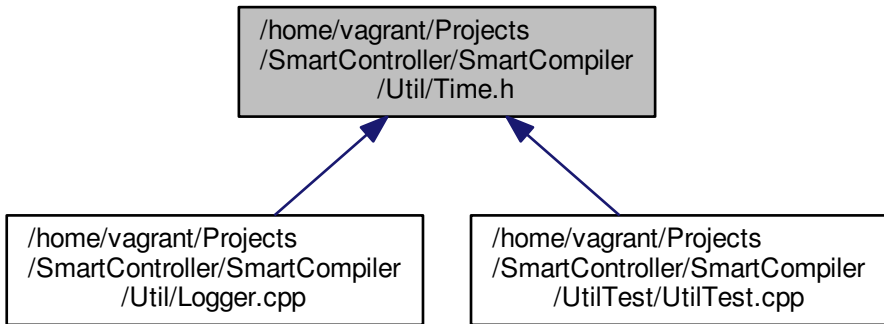 /home/vagrant/Projects
/SmartController/SmartCompiler
/Util/Time.h
/home/vagrant/Projects
/SmartController/SmartCompiler
/Util/Logger.cpp
/home/vagrant/Projects
/SmartController/SmartCompiler
/UtilTest/UtilTest.cpp